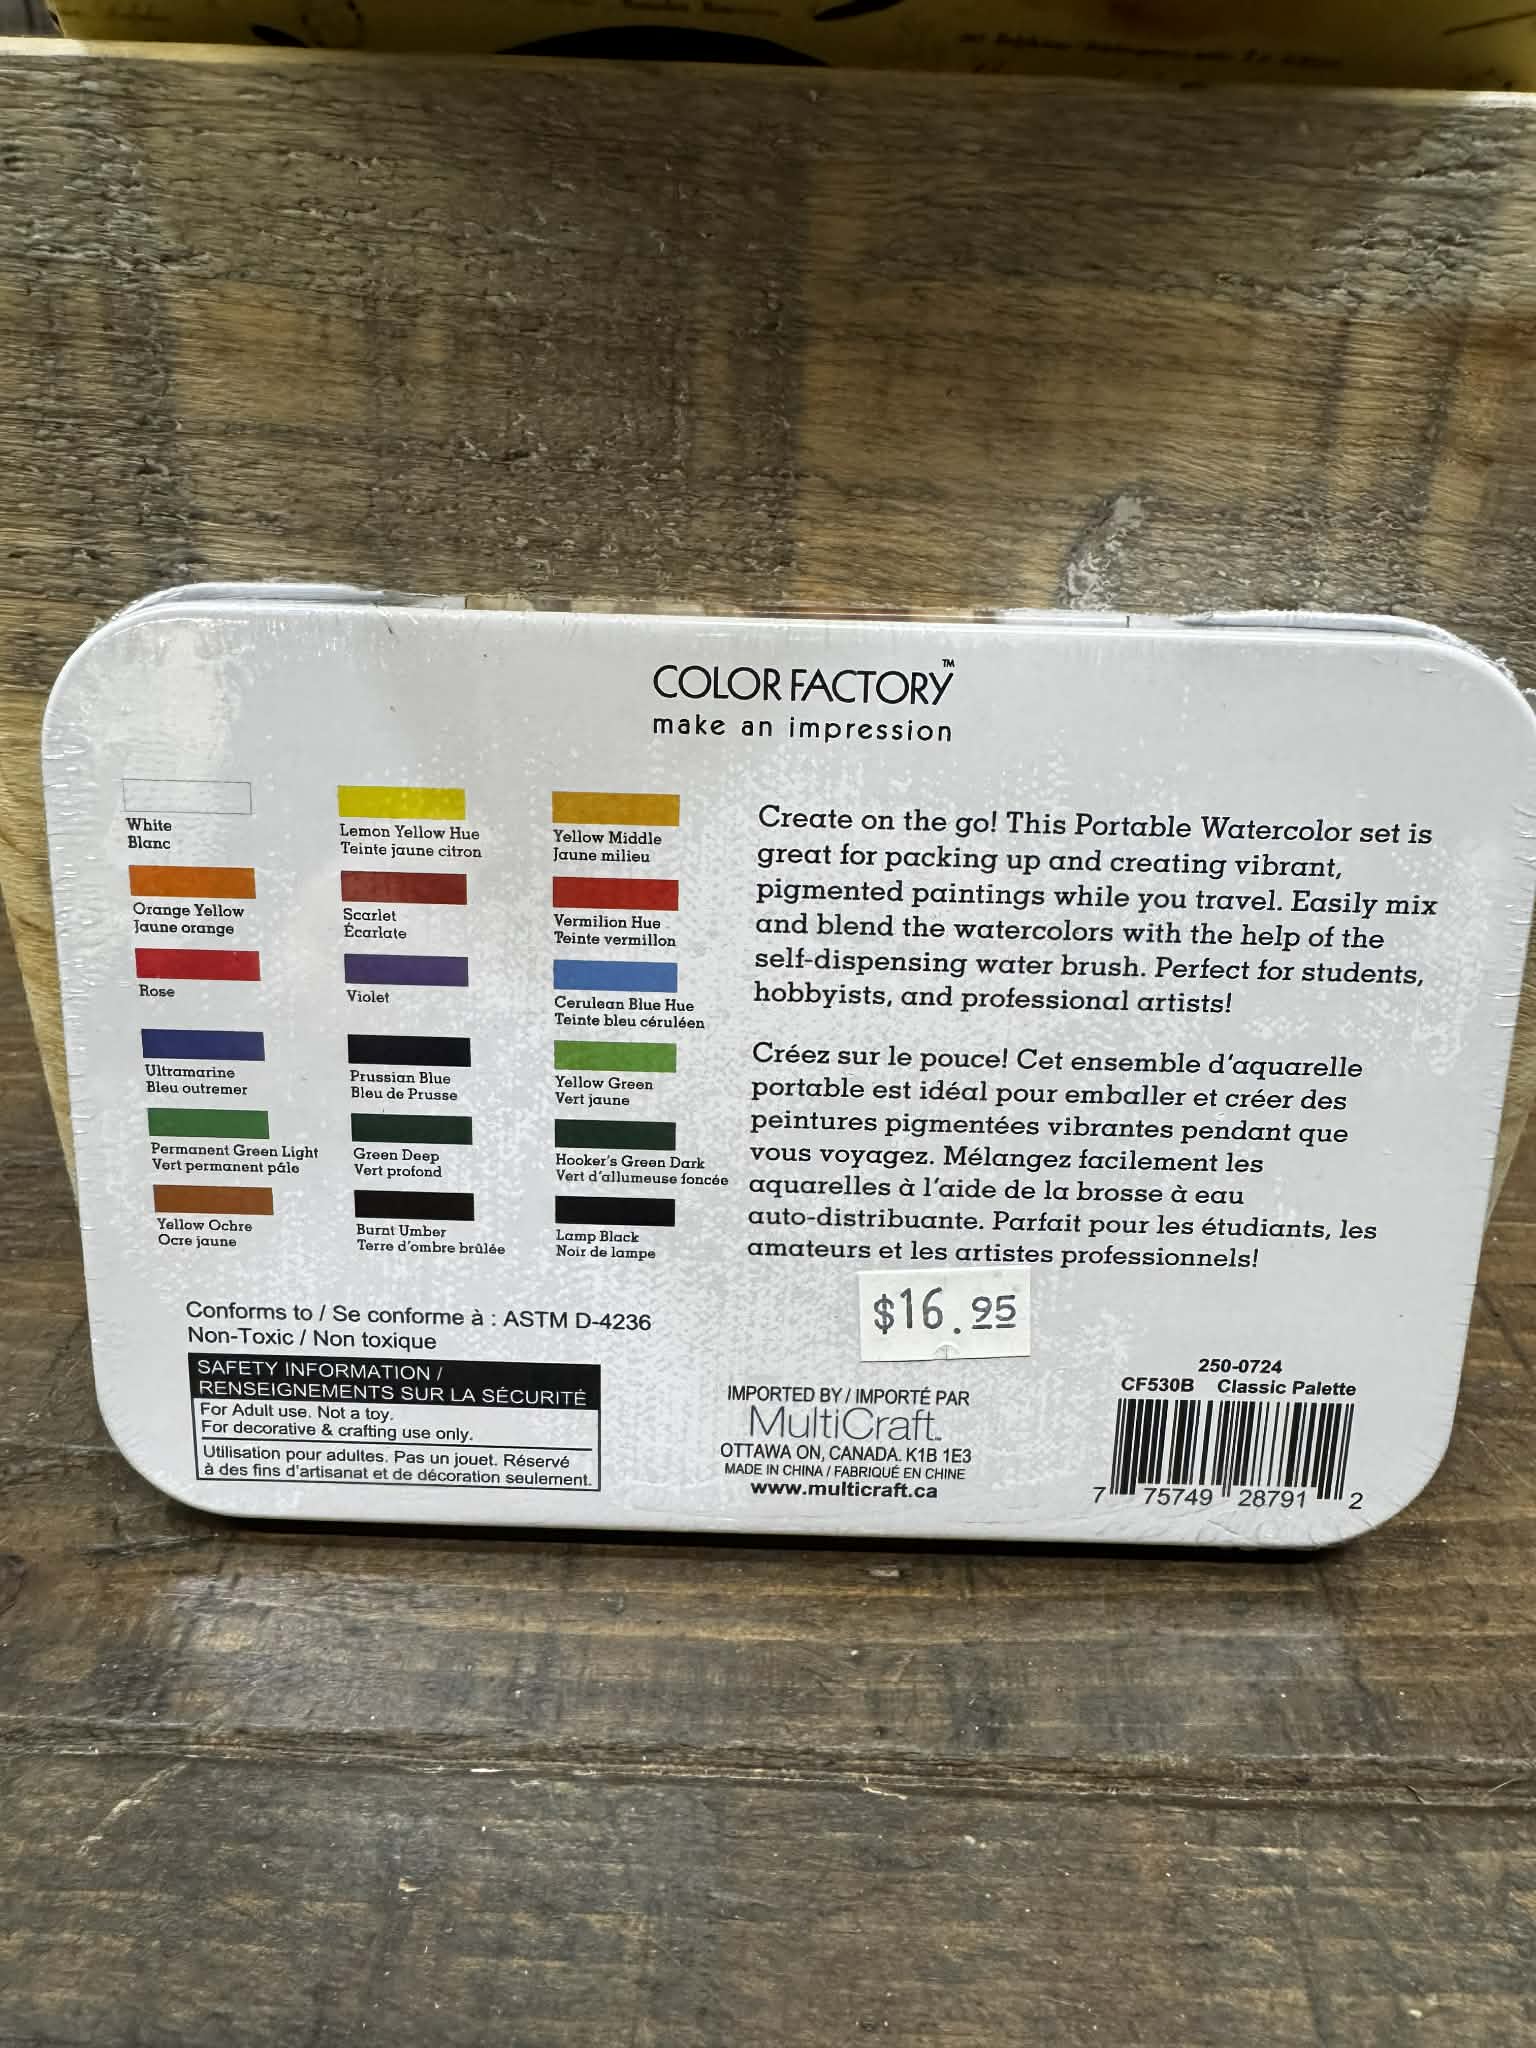 COLOR FACTORY™
make an impression
White
Blanc
Lemon Yellow Hue
Teinte jaune citron
Yellow Middle
Jaune milieu
Orange Yellow
Jaune orange
Scarlet
Écarlate
Vermilion Hue
Teinte vermillon
Rose
Violet
Cerulean Blue Hue
Teinte bleu céruléen
Ultramarine
Bleu outremer
Prussian Blue
Bleu de Prusse
Yellow Green
Vert jaune
Permanent Green Light
Vert permanent pâle
Green Deep
Vert profond
Hooker's Green Dark
Vert d'allumeuse foncée
Yellow Ochre
Ocre jaune
Burnt Umber
Terre d'ombre brûlée
Lamp Black
Noir de lampe
Create on the go! This Portable Watercolor set is
great for packing up and creating vibrant,
pigmented paintings while you travel. Easily mix
and blend the watercolors with the help of the
self-dispensing water brush. Perfect for students,
hobbyists, and professional artists!
Créez sur le pouce! Cet ensemble d'aquarelle
portable est idéal pour emballer et créer des
peintures pigmentées vibrantes pendant que
vous voyagez. Mélangez facilement les
aquarelles à l'aide de la brosse à eau
auto-distribuante. Parfait pour les étudiants, les
amateurs et les artistes professionnels!
$16.95
Conforms to / Se conforme à : ASTM D-4236
Non-Toxic / Non toxique
SAFETY INFORMATION /
RENSEIGNEMENTS SUR LA SÉCURITÉ
For Adult use. Not a toy.
For decorative & crafting use only.
Utilisation pour adultes. Pas un jouet. Réservé
à des fins d'artisanat et de décoration seulement.
IMPORTED BY / IMPORTÉ PAR
MultiCraft™
OTTAWA ON, CANADA. K1B 1E3
MADE IN CHINA / FABRIQUÉ EN CHINE
www.multicraft.ca
250-0724
CF530B Classic Palette
7 75749 28791 2